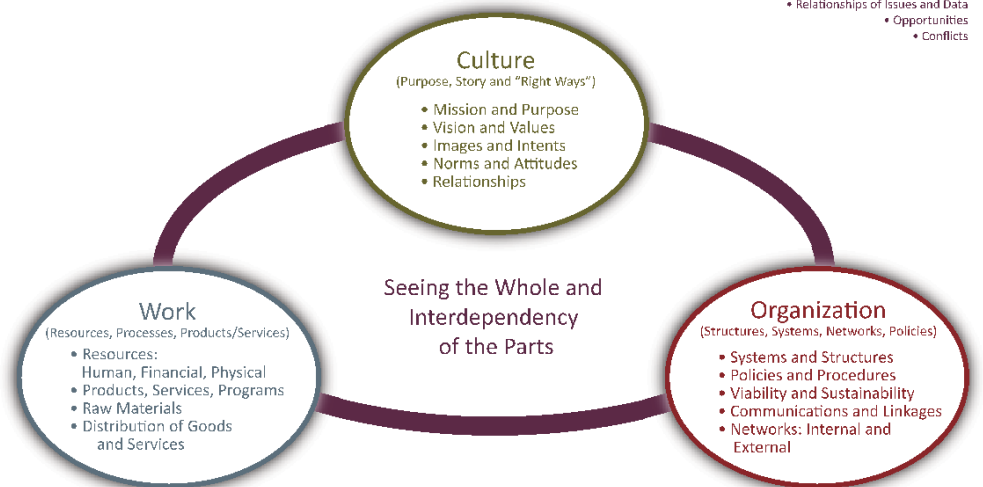 • Relationships of Issues and Data
• Opportunities
• Conflicts
Culture
(Purpose, Story and “Right Ways”)
• Mission and Purpose
• Vision and Values
• Images and Intents
• Norms and Attitudes
• Relationships
Seeing the Whole and
Interdependency
of the Parts
Work
(Resources, Processes, Products/Services)
• Resources:
Human, Financial, Physical
• Products, Services, Programs
• Raw Materials
• Distribution of Goods
and Services
Organization
(Structures, Systems, Networks, Policies)
• Systems and Structures
• Policies and Procedures
• Viability and Sustainability
• Communications and Linkages
• Networks: Internal and
External